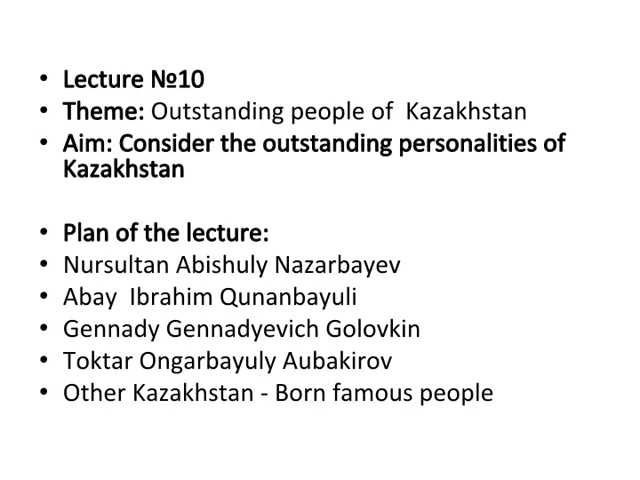 • Lecture №10
• Theme: Outstanding people of  Kazakhstan
• Aim: Consider the outstanding personalities of
Kazakhstan
• Plan of the lecture:
• Nursultan Abishuly Nazarbayev
• Abay  Ibrahim Qunanbayuli
• Gennady Gennadyevich Golovkin
• Toktar Ongarbayuly Aubakirov
• Other Kazakhstan - Born famous people